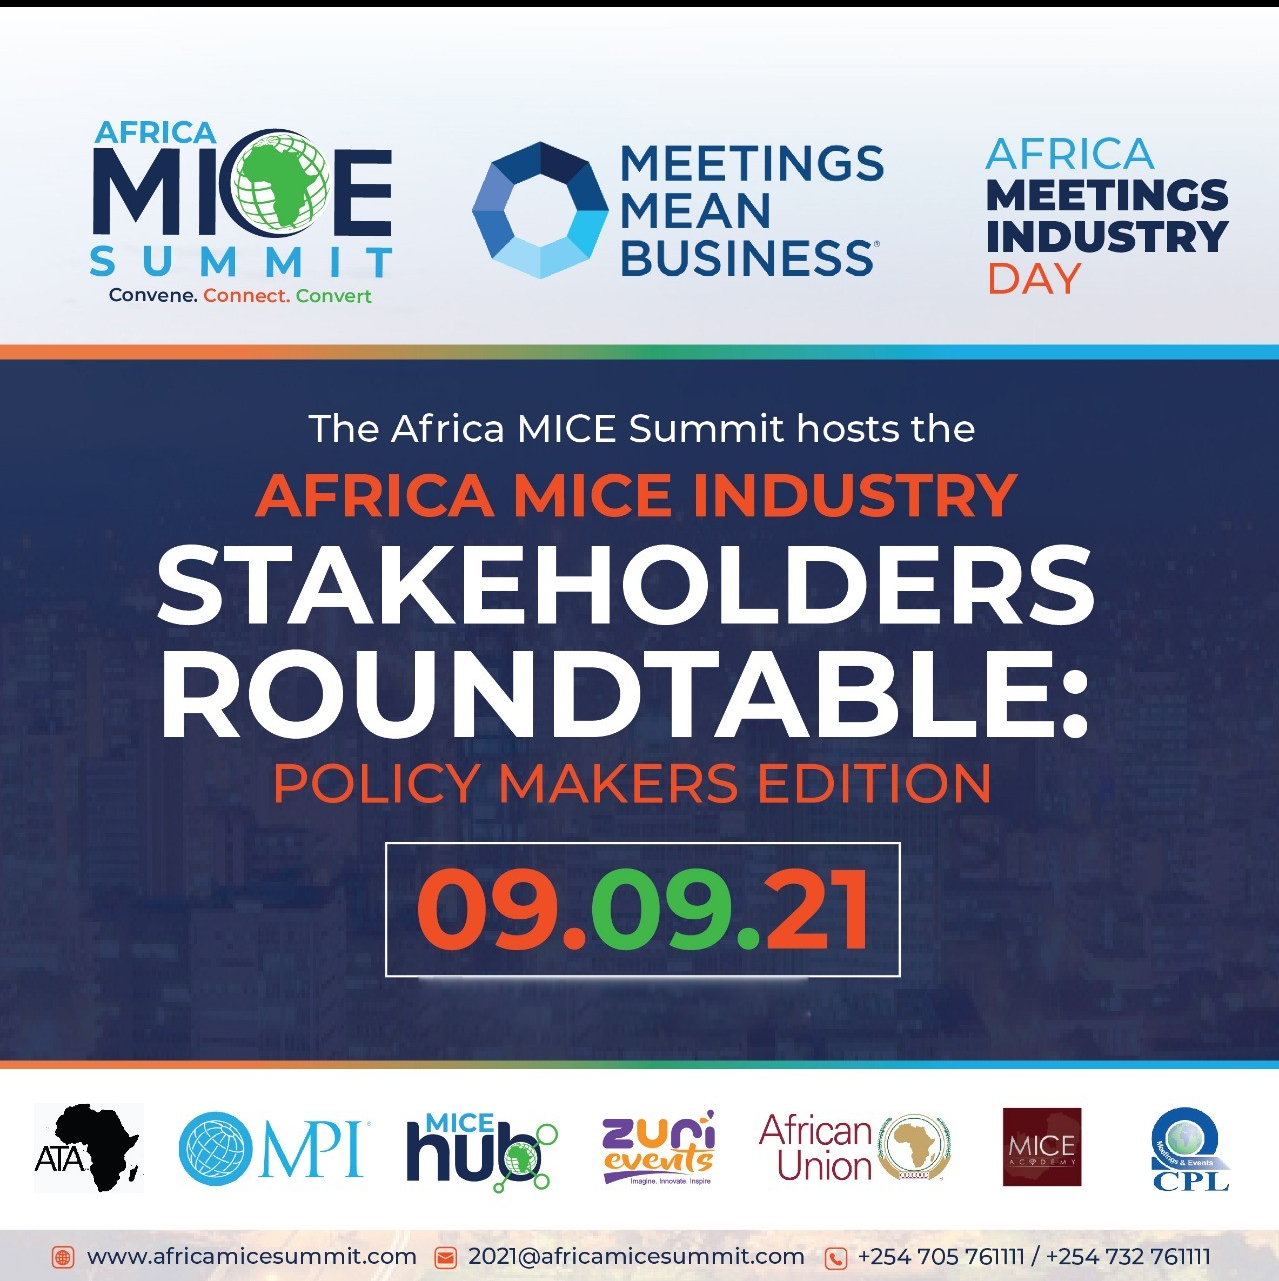 AFRICA
MICE
SUMMIT
Convene. Connect. Convert
MEETINGS
MEAN
BUSINESS®
AFRICA
MEETINGS
INDUSTRY
DAY
The Africa MICE Summit hosts the
AFRICA MICE INDUSTRY
STAKEHOLDERS
ROUNDTABLE:
POLICY MAKERS EDITION
09.09.21
ATA
MPI®
MICE
hub
zuri
events
Imagine. Innovate. Inspire
African
Union
MICE
ACADEMY
Meetings & Events
CPL
www.africamicesummit.com 2021@africamicesummit.com +254 705 761111 / +254 732 761111